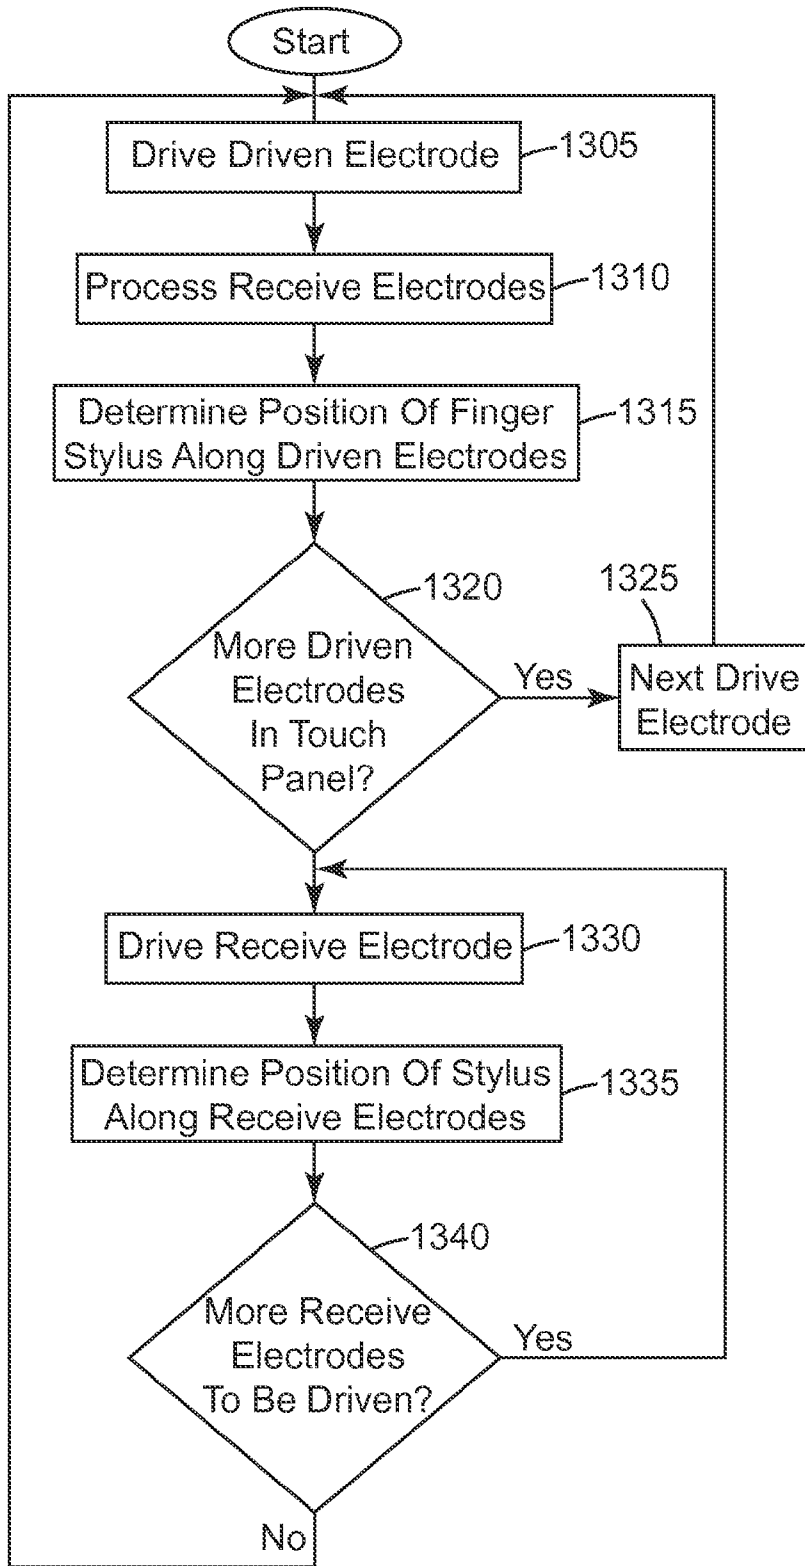 Start
Drive Driven Electrode
1305
Process Receive Electrodes
1310
Determine Position Of Finger
Stylus Along Driven Electrodes
1315
1320
More Driven
Electrodes
In Touch
Panel?
Yes
1325
Next Drive
Electrode
Drive Receive Electrode
1330
Determine Position Of Stylus
Along Receive Electrodes
1335
1340
More Receive
Electrodes
To Be Driven?
Yes
No